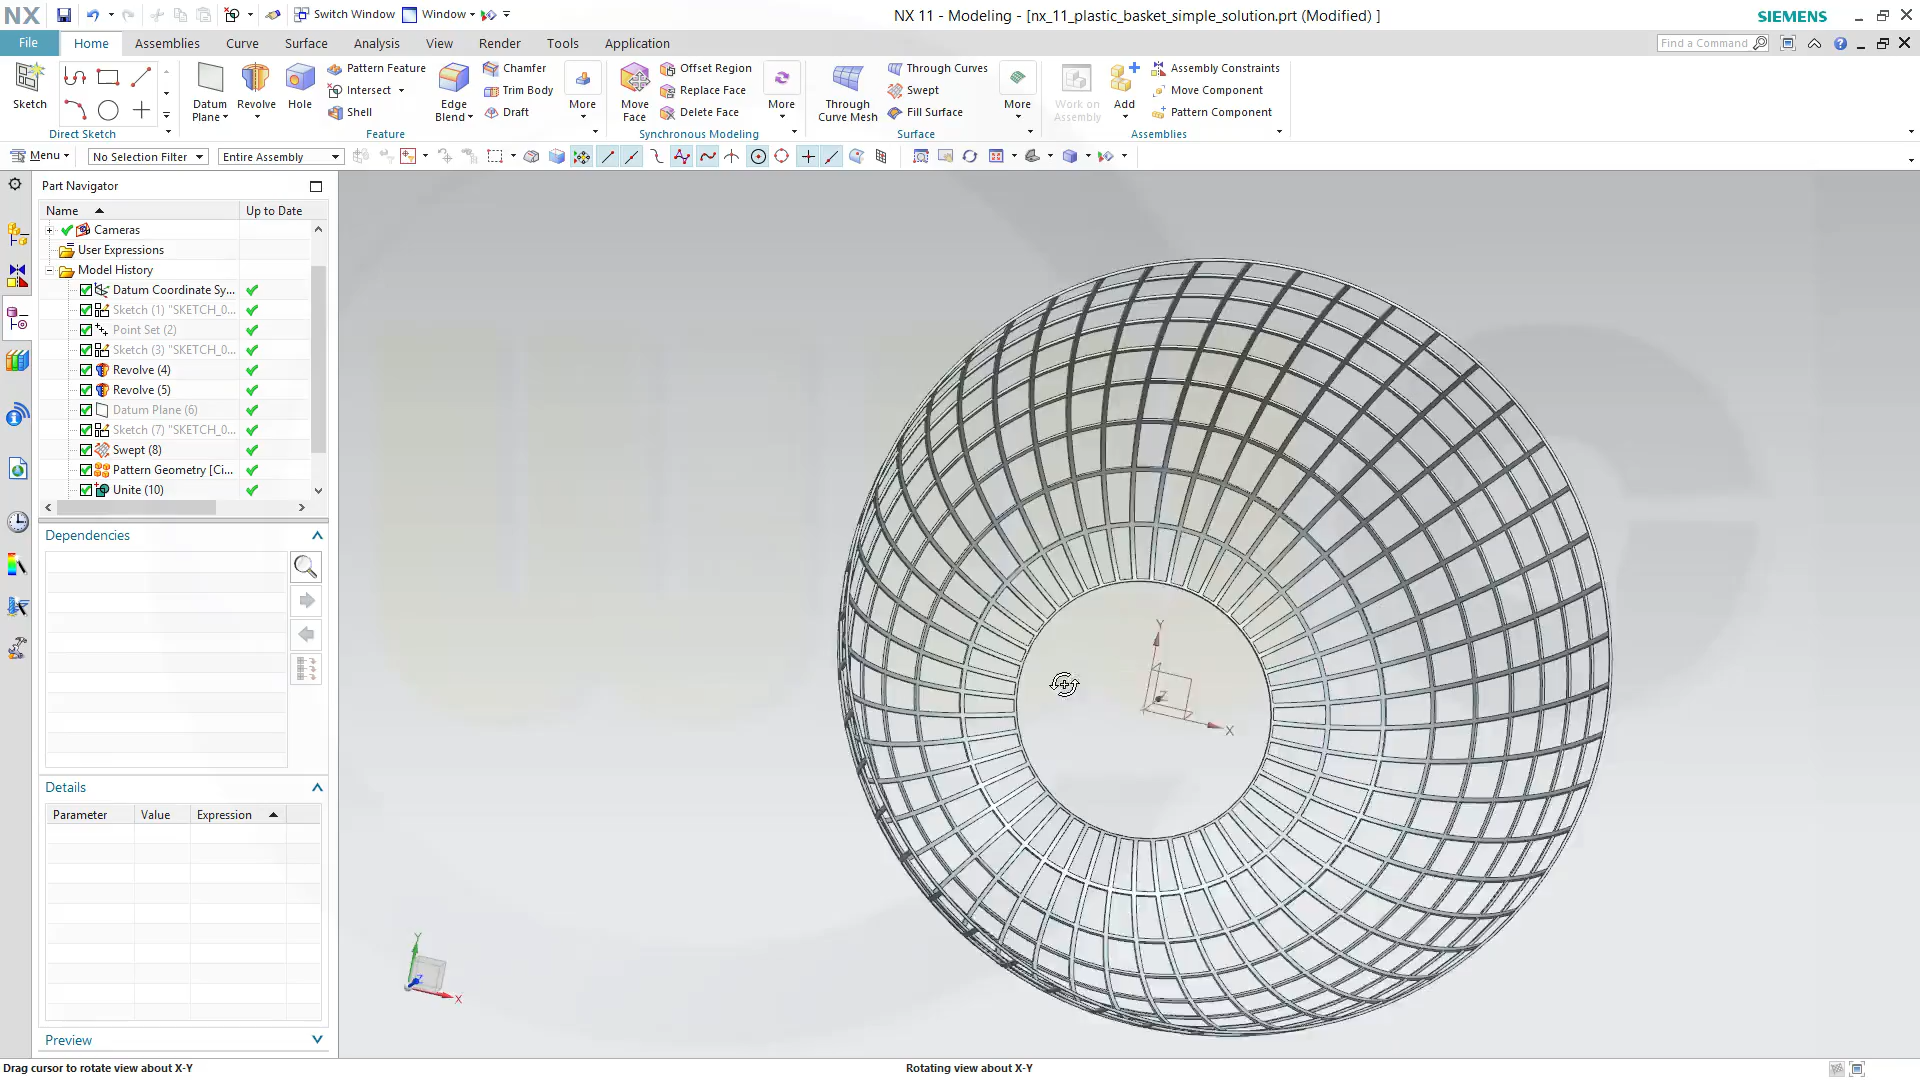 NX
Switch Window
Window
NX 11 - Modeling - [nx_11_plastic_basket_simple_solution.prt (Modified) ]
SIEMENS
File
Home
Assemblies
Curve
Surface
Analysis
View
Render
Tools
Application
Find a Command
Sketch
Direct Sketch
Datum
Plane
Revolve
Hole
Pattern Feature
Intersect
Shell
Edge
Blend
Chamfer
Trim Body
Draft
More
Feature
Move
Face
Offset Region
Replace Face
Delete Face
More
Synchronous Modeling
Through
Curve Mesh
Through Curves
Swept
Fill Surface
More
Surface
Work on
Assembly
Add
Assembly Constraints
Move Component
Pattern Component
Assemblies
Menu
No Selection Filter
Entire Assembly
Part Navigator
Name
Up to Date
Cameras
User Expressions
Model History
Datum Coordinate Sy...
Sketch (1) "SKETCH_0...
Point Set (2)
Sketch (3) "SKETCH_0...
Revolve (4)
Revolve (5)
Datum Plane (6)
Sketch (7) "SKETCH_0...
Swept (8)
Pattern Geometry [Ci...
Unite (10)
Dependencies
Details
Parameter
Value
Expression
Preview
Y
Z
X
Y
Z
X
Drag cursor to rotate view about X-Y
Rotating view about X-Y